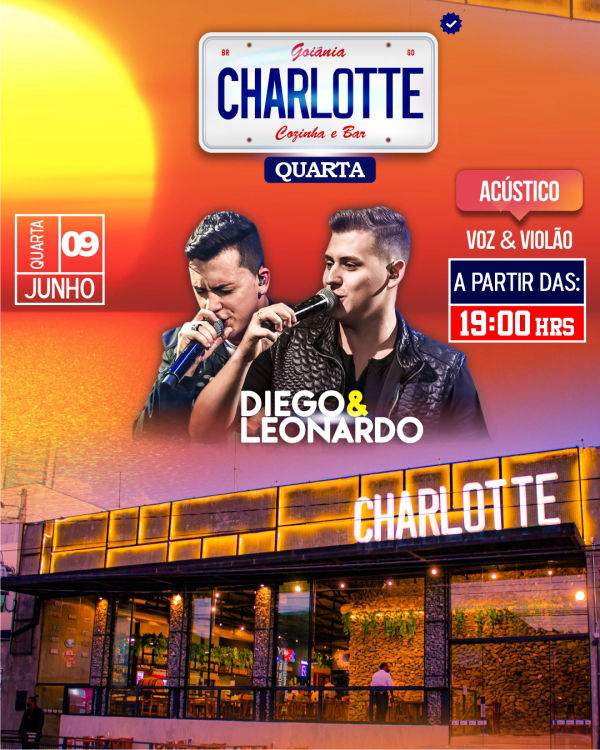 BR
Goiânia
GO
CHARLOTTE
Cozinha e Bar
QUARTA
ACÚSTICO
VOZ & VIOLÃO
QUARTA
09
JUNHO
A PARTIR DAS:
19:00 HRS
DIEGO&
LEONARDO
CHARLOTTE